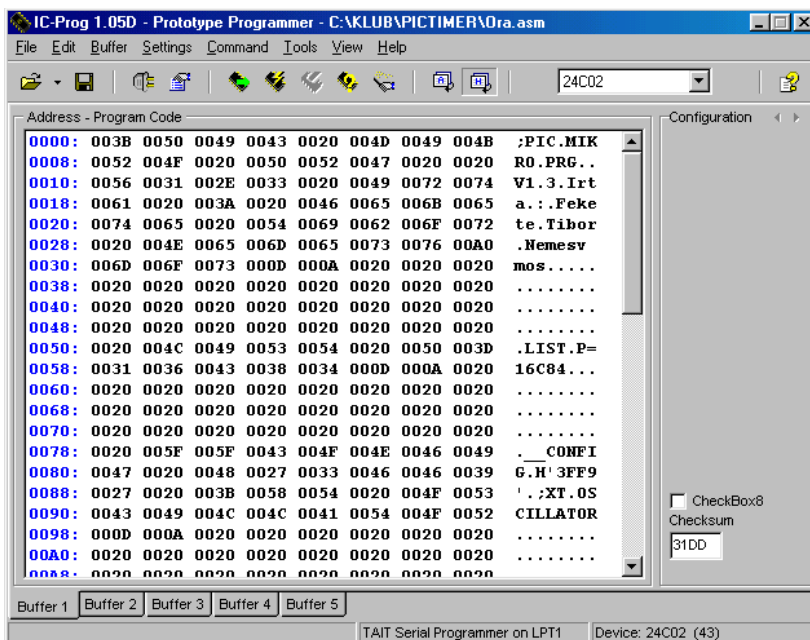 IC-Prog 1.05D - Prototype Programmer - C:\KLUB\PICTIMER\Ora.asm
File Edit Buffer Settings Command Tools View Help
24C02
Address - Program Code
Configuration
0000: 003B 0050 0049 0043 0020 004D 0049 004B ;PIC.MIK
0008: 0052 004F 0020 0050 0052 0047 0020 0020 RO.PRG..
0010: 0056 0031 002E 0033 0020 0049 0072 0074 V1.3.Irt
0018: 0061 0020 003A 0020 0046 0065 006B 0065 a.:.Feke
0020: 0074 0065 0020 0054 0069 0062 006F 0072 te.Tibor
0028: 0020 004E 0065 006D 0065 0073 0076 00A0 .Nemesv
0030: 006D 006F 0073 000D 000A 0020 0020 0020 mos.....
0038: 0020 0020 0020 0020 0020 0020 0020 0020 ........
0040: 0020 0020 0020 0020 0020 0020 0020 0020 ........
0048: 0020 0020 0020 0020 0020 0020 0020 0020 ........
0050: 0020 004C 0049 0053 0054 0020 0050 003D .LIST.P=
0058: 0031 0036 0043 0038 0034 000D 000A 0020 16C84...
0060: 0020 0020 0020 0020 0020 0020 0020 0020 ........
0068: 0020 0020 0020 0020 0020 0020 0020 0020 ........
0070: 0020 0020 0020 0020 0020 0020 0020 0020 ........
0078: 0020 005F 005F 0043 004F 004E 0046 0049 .__CONFI
0080: 0047 0020 0048 0027 0033 0046 0046 0039 G.H'3FF9
0088: 0027 0020 003B 0058 0054 0020 004F 0053 '.;XT.OS
0090: 0043 0049 004C 004C 0041 0054 004F 0052 CILLATOR
0098: 000D 000A 0020 0020 0020 0020 0020 0020 ........
00A0: 0020 0020 0020 0020 0020 0020 0020 0020 ........
00A8: 0020 0020 0020 0020 0020 0020 0020 0020 ........
CheckBox8
Checksum
31DD
Buffer 1 Buffer 2 Buffer 3 Buffer 4 Buffer 5
TAIT Serial Programmer on LPT1 Device: 24C02 (43)